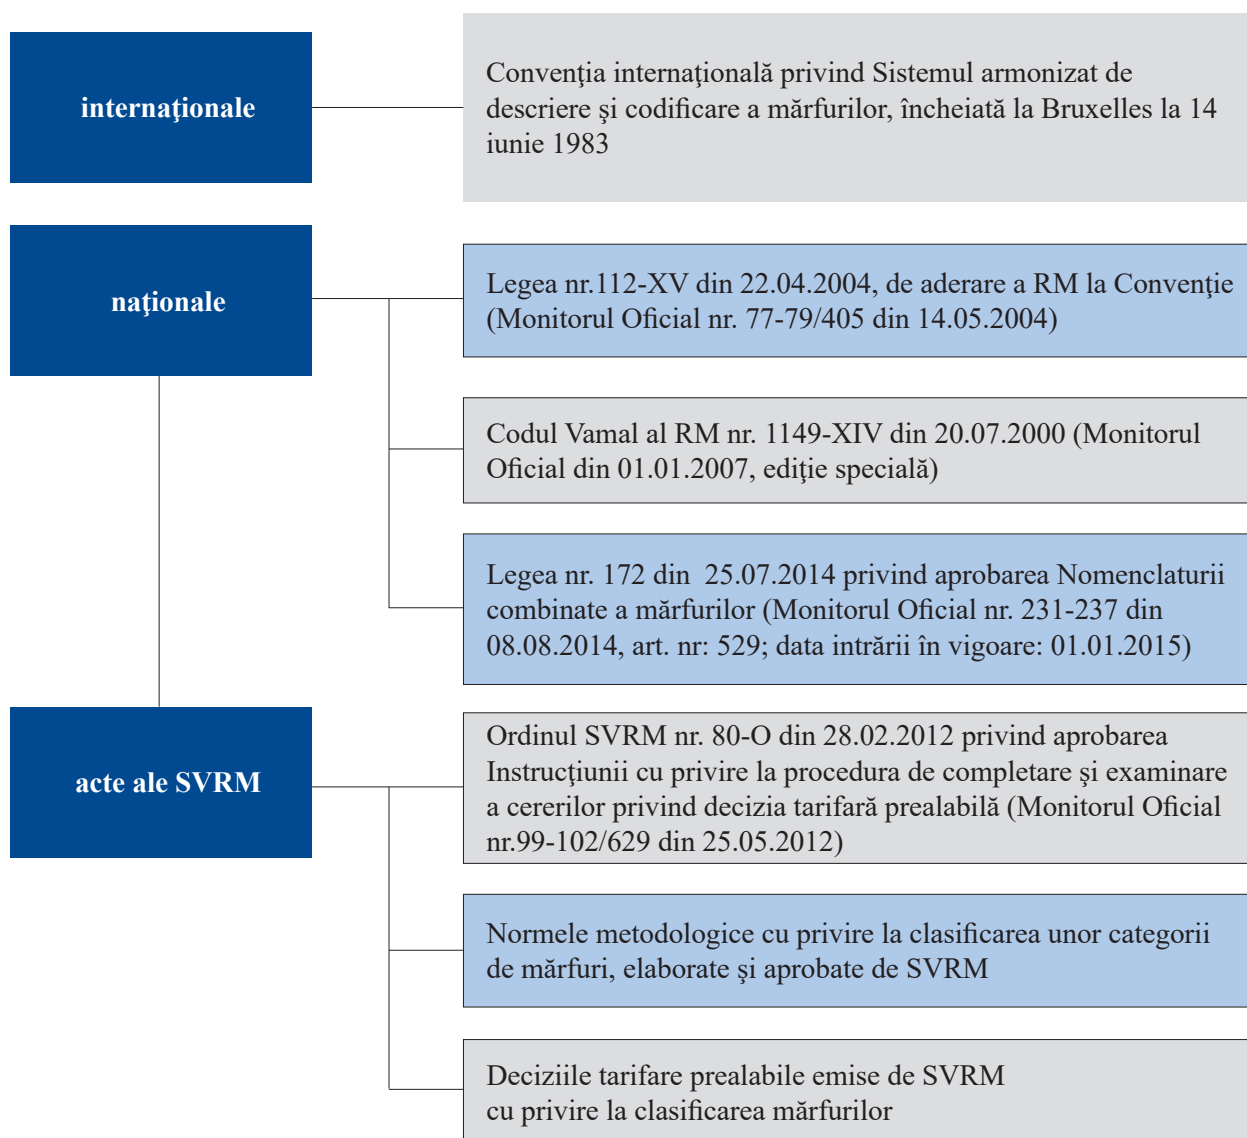 internaţionale
Convenţia internaţională privind Sistemul armonizat de
descriere şi codificare a mărfurilor, încheiată la Bruxelles la 14
iunie 1983
naţionale
Legea nr.112-XV din 22.04.2004, de aderare a RM la Convenţie
(Monitorul Oficial nr. 77-79/405 din 14.05.2004)
Codul Vamal al RM nr. 1149-XIV din 20.07.2000 (Monitorul
Oficial din 01.01.2007, ediţie specială)
Legea nr. 172 din  25.07.2014 privind aprobarea Nomenclaturii
combinate a mărfurilor (Monitorul Oficial nr. 231-237 din
08.08.2014, art. nr: 529; data intrării în vigoare: 01.01.2015)
acte ale SVRM
Ordinul SVRM nr. 80-O din 28.02.2012 privind aprobarea
Instrucţiunii cu privire la procedura de completare şi examinare
a cererilor privind decizia tarifară prealabilă (Monitorul Oficial
nr.99-102/629 din 25.05.2012)
Normele metodologice cu privire la clasificarea unor categorii
de mărfuri, elaborate şi aprobate de SVRM
Deciziile tarifare prealabile emise de SVRM
cu privire la clasificarea mărfurilor